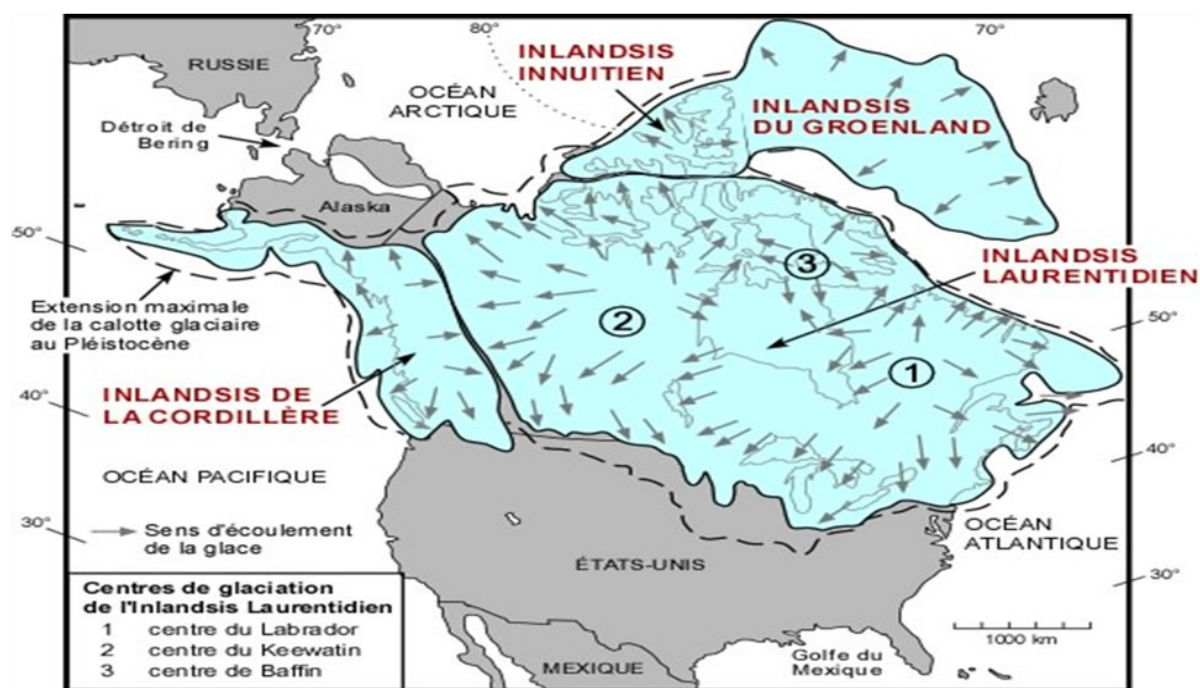 70°
80°
70°
RUSSIE
OCÉAN
ARCTIQUE
INLANDSIS
INNUITIEN
INLANDSIS
DU GROENLAND
Détroit de
Bering
Alaska
50°
Extension maximale
de la calotte glaciaire
au Pléistocène
3
INLANDSIS
LAURENTIDIEN
2
50°
1
INLANDSIS DE
LA CORDILLÈRE
40°
40°
OCÉAN PACIFIQUE
30°
Sens d'écoulement
de la glace
OCÉAN
ATLANTIQUE
ÉTATS-UNIS
30°
Centres de glaciation
de l'Inlandsis Laurentidien
1 centre du Labrador
2 centre du Keewatin
3 centre de Baffin
1000 km
MEXIQUE
Golfe du
Mexique